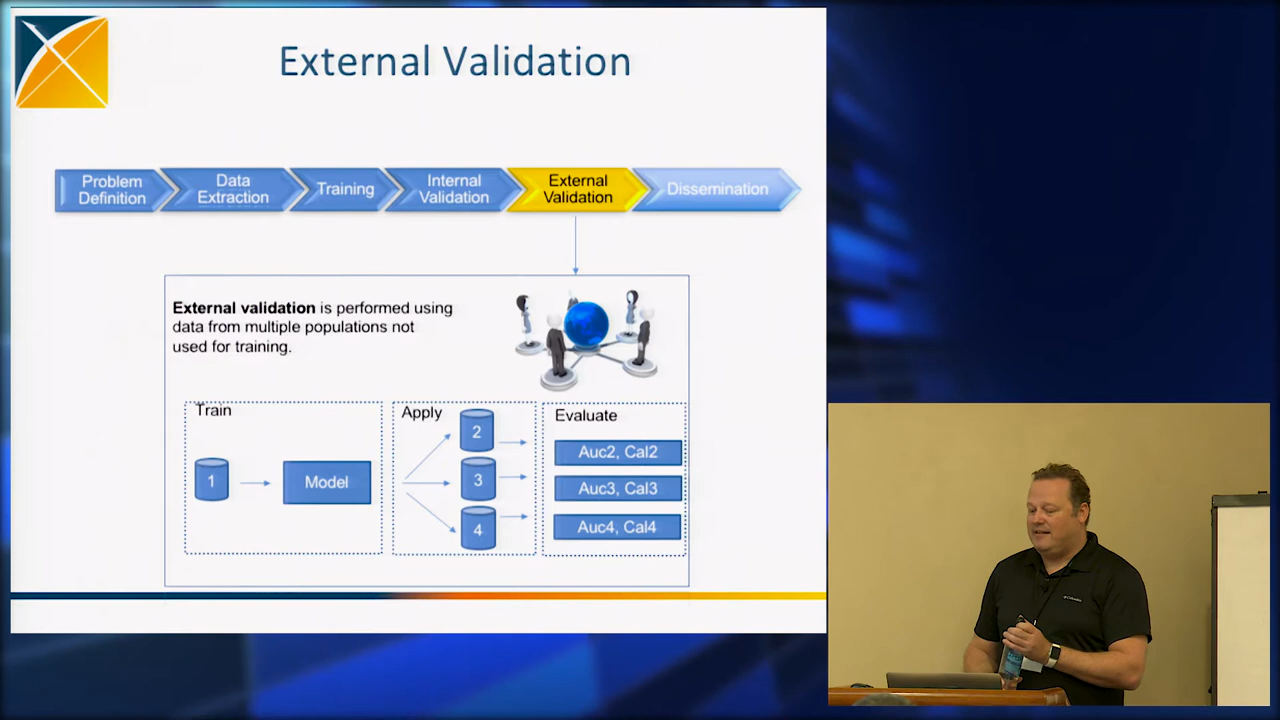 External Validation
Problem
Definition
Data
Extraction
Training
Internal
Validation
External
Validation
Dissemination
External validation is performed using
data from multiple populations not
used for training.
Train
1
Model
Apply
2
3
4
Evaluate
Auc2, Cal2
Auc3, Cal3
Auc4, Cal4
Columbia